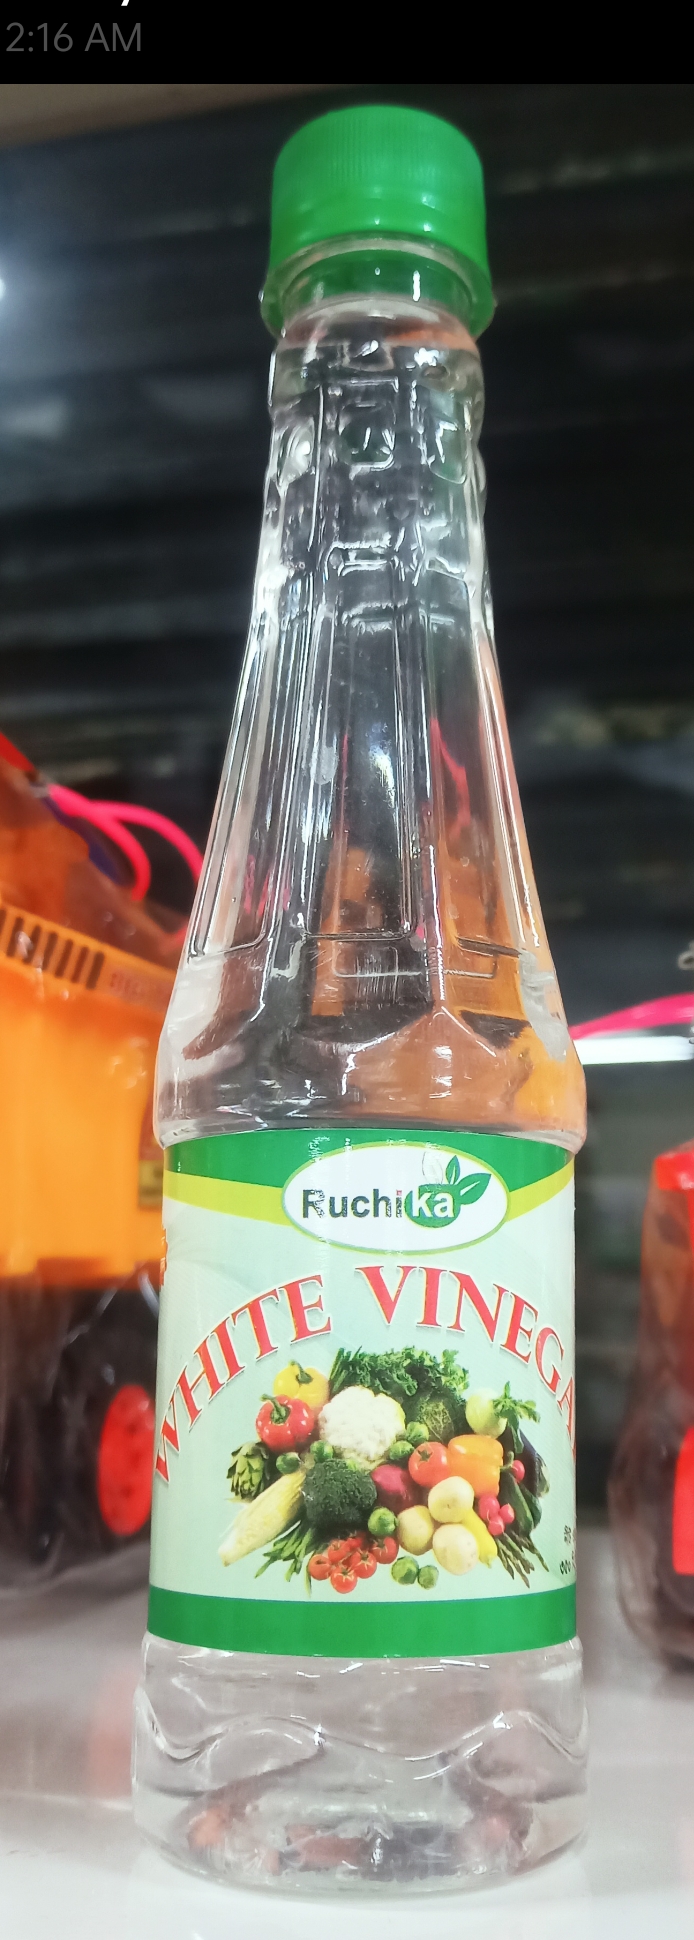 2:16 AM
Ruchika
WHITE VINEGA